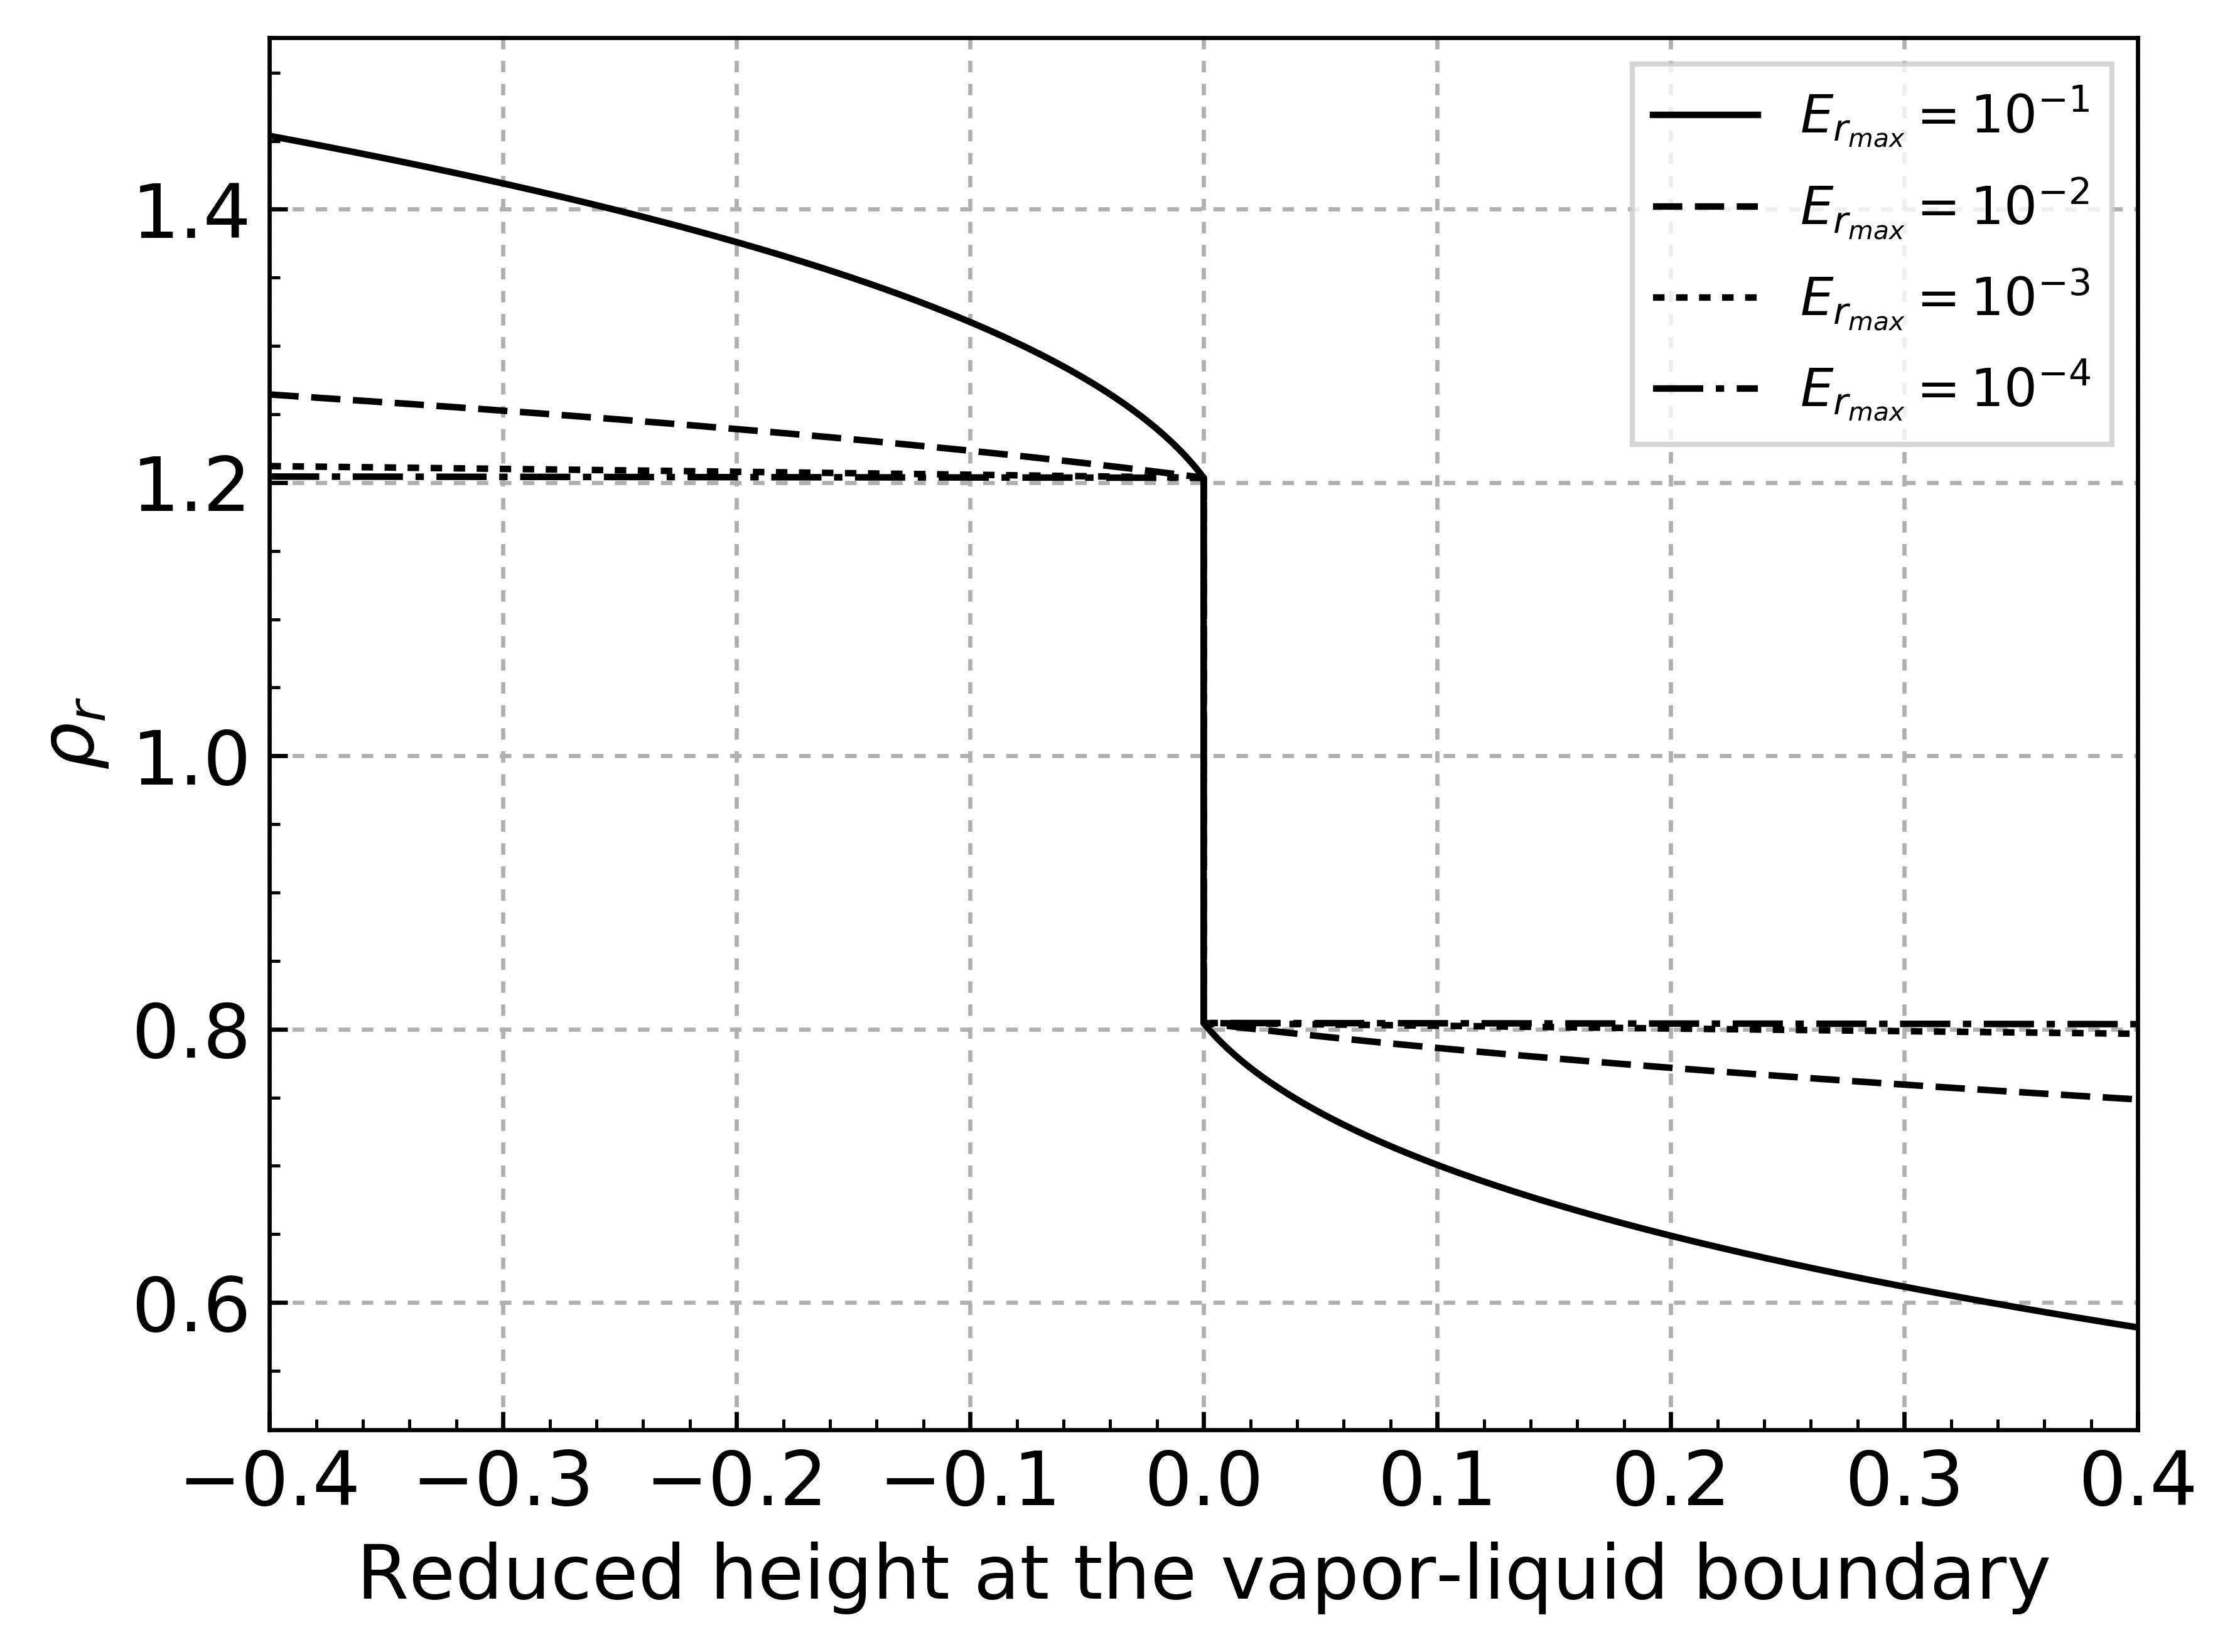 E_{r_{max}} = 10^{-1}
E_{r_{max}} = 10^{-2}
E_{r_{max}} = 10^{-3}
E_{r_{max}} = 10^{-4}
1.4
1.2
1.0
0.8
0.6
ρ_r
−0.4 −0.3 −0.2 −0.1 0.0 0.1 0.2 0.3 0.4
Reduced height at the vapor-liquid boundary